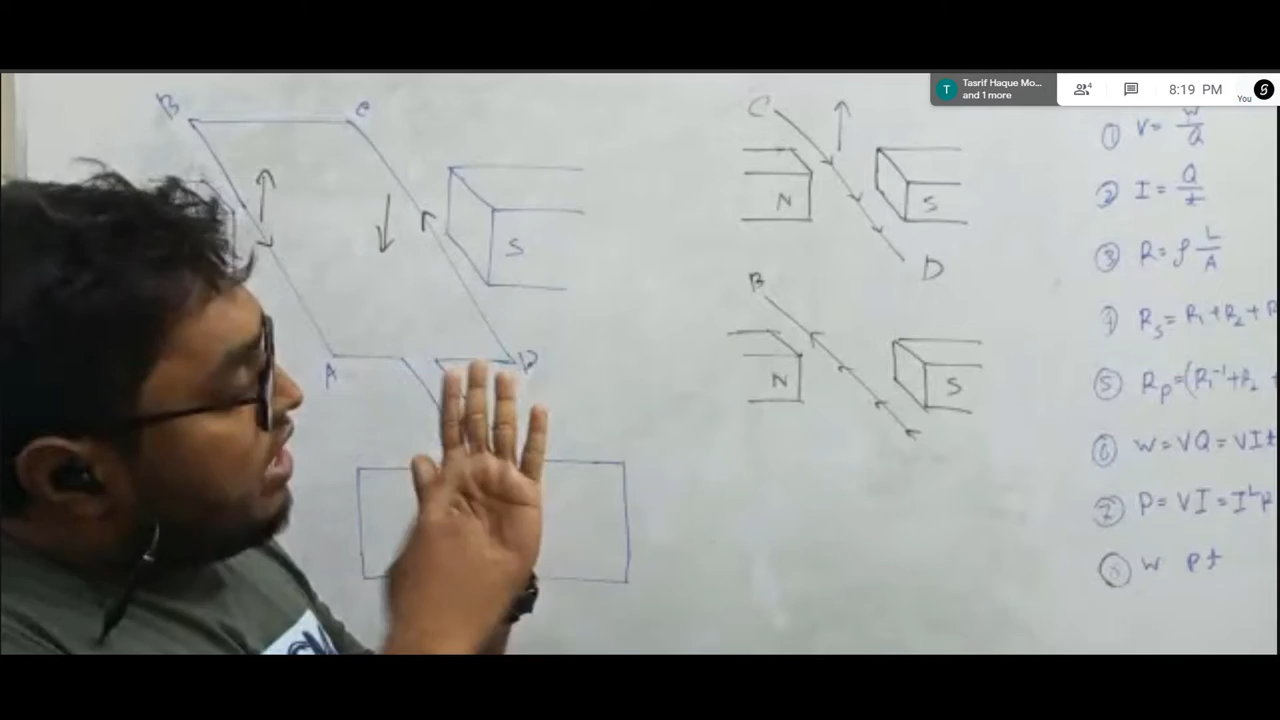 Tasrif Haque Mo...
and 1 more
4
8:19 PM
You
T
B
C
S
A
D
C
N
S
D
B
N
S
① V = W/Q
② I = Q/t
③ R = ρ L/A
④ Rs = R1 + R2 + R
⑤ Rp = (R1⁻¹ + R2
⑥ W = VQ = VIt
⑦ P = VI = I²R
⑧ W Pt